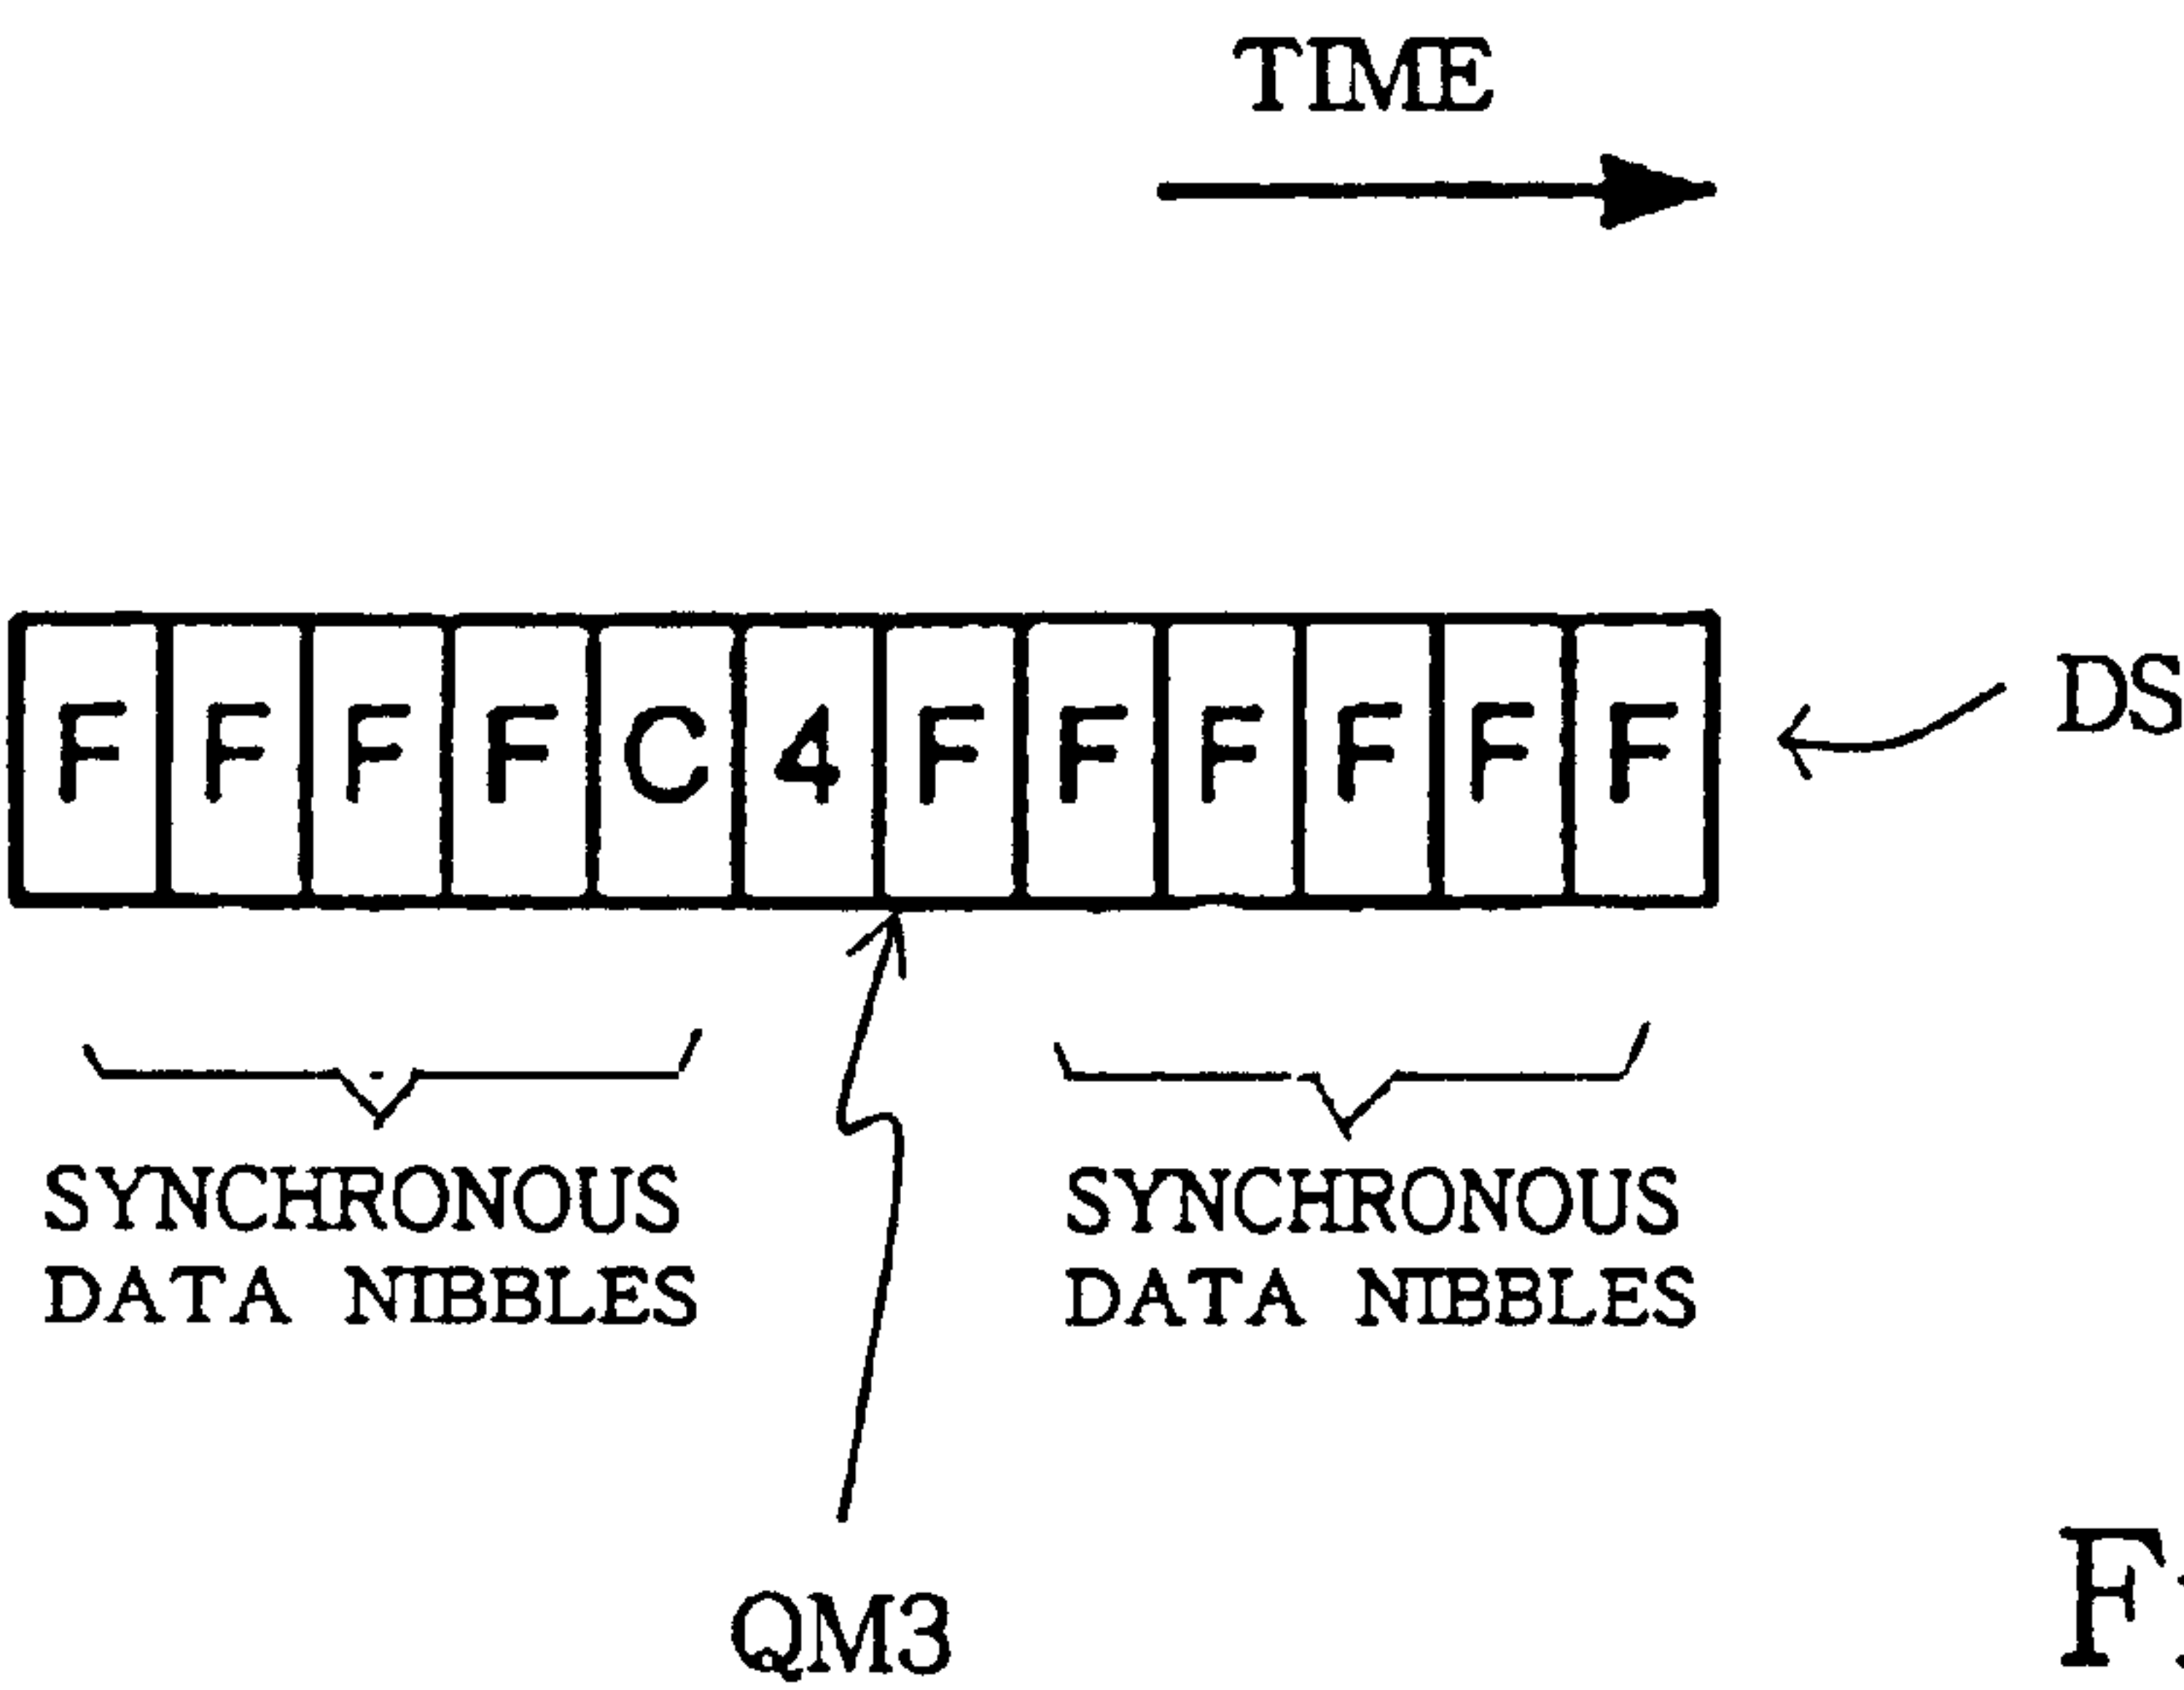 TIME
F F F F C 4 F F F F F F
DS
SYNCHRONOUS
DATA NIBBLES
SYNCHRONOUS
DATA NIBBLES
QM3